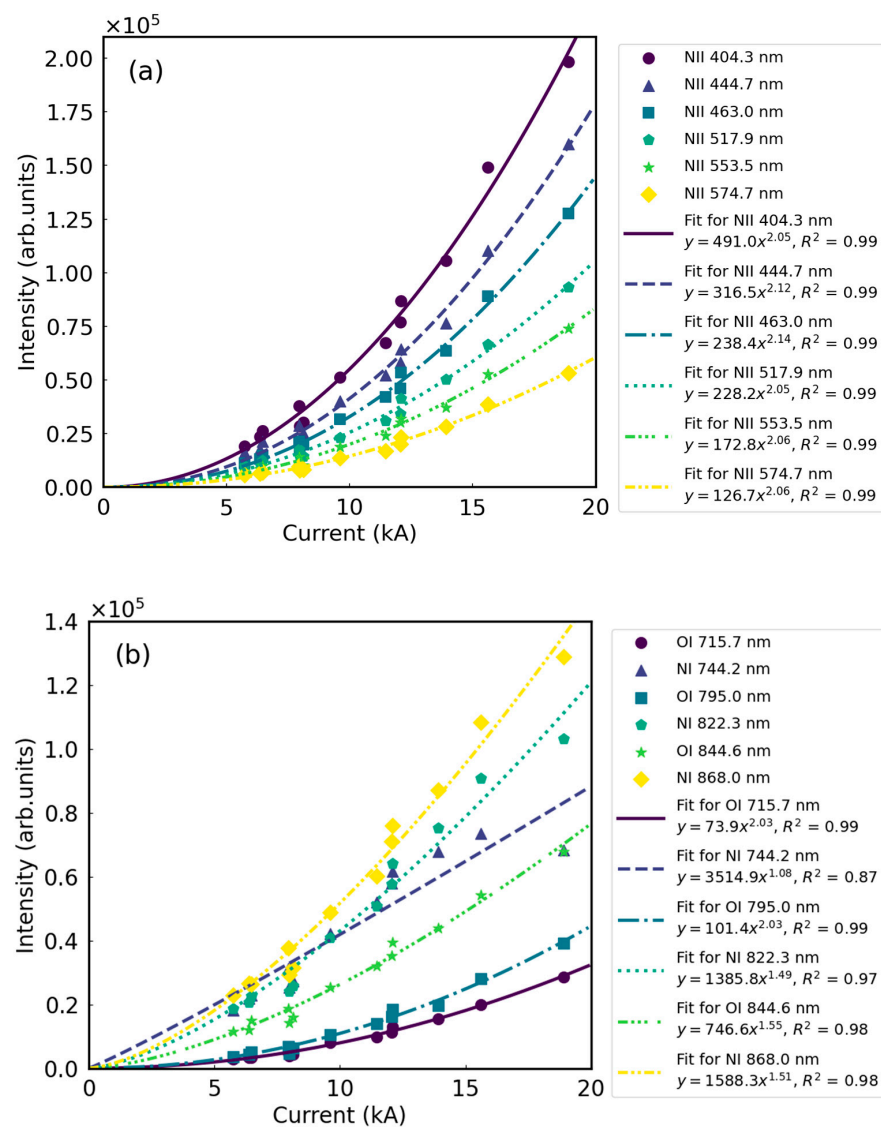 ×10⁵
(a)
2.00
1.75
1.50
1.25
1.00
0.75
0.50
0.25
0.00
Intensity (arb.units)
5
10
15
20
Current (kA)
NII 404.3 nm
NII 444.7 nm
NII 463.0 nm
NII 517.9 nm
NII 553.5 nm
NII 574.7 nm
Fit for NII 404.3 nm
y = 491.0x^2.05, R² = 0.99
Fit for NII 444.7 nm
y = 316.5x^2.12, R² = 0.99
Fit for NII 463.0 nm
y = 238.4x^2.14, R² = 0.99
Fit for NII 517.9 nm
y = 228.2x^2.05, R² = 0.99
Fit for NII 553.5 nm
y = 172.8x^2.06, R² = 0.99
Fit for NII 574.7 nm
y = 126.7x^2.06, R² = 0.99
×10⁵
(b)
1.4
1.2
1.0
0.8
0.6
0.4
0.2
0.0
Intensity (arb.units)
0
5
10
15
20
Current (kA)
OI 715.7 nm
NI 744.2 nm
OI 795.0 nm
NI 822.3 nm
OI 844.6 nm
NI 868.0 nm
Fit for OI 715.7 nm
y = 73.9x^2.03, R² = 0.99
Fit for NI 744.2 nm
y = 3514.9x^1.08, R² = 0.87
Fit for OI 795.0 nm
y = 101.4x^2.03, R² = 0.99
Fit for NI 822.3 nm
y = 1385.8x^1.49, R² = 0.97
Fit for OI 844.6 nm
y = 746.6x^1.55, R² = 0.98
Fit for NI 868.0 nm
y = 1588.3x^1.51, R² = 0.98